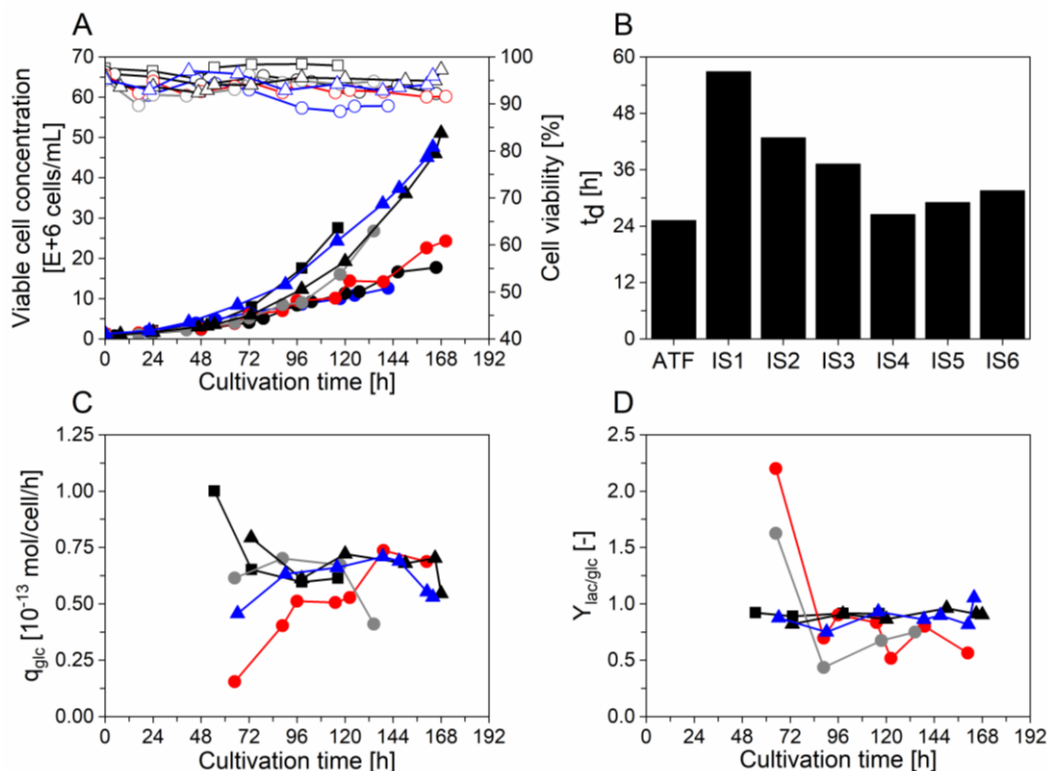 A
70
60
50
40
30
20
10
0
Viable cell concentration
[E+6 cells/mL]
100
90
80
70
60
50
40
Cell viability [%]
0 24 48 72 96 120 144 168 192
Cultivation time [h]
B
60
48
36
24
12
0
td [h]
ATF IS1 IS2 IS3 IS4 IS5 IS6
C
1.25
1.00
0.75
0.50
0.25
0.00
qglc [10⁻¹³ mol/cell/h]
0 24 48 72 96 120 144 168 192
Cultivation time [h]
D
2.5
2.0
1.5
1.0
0.5
0.0
Ylac/glc [-]
0 24 48 72 96 120 144 168 192
Cultivation time [h]